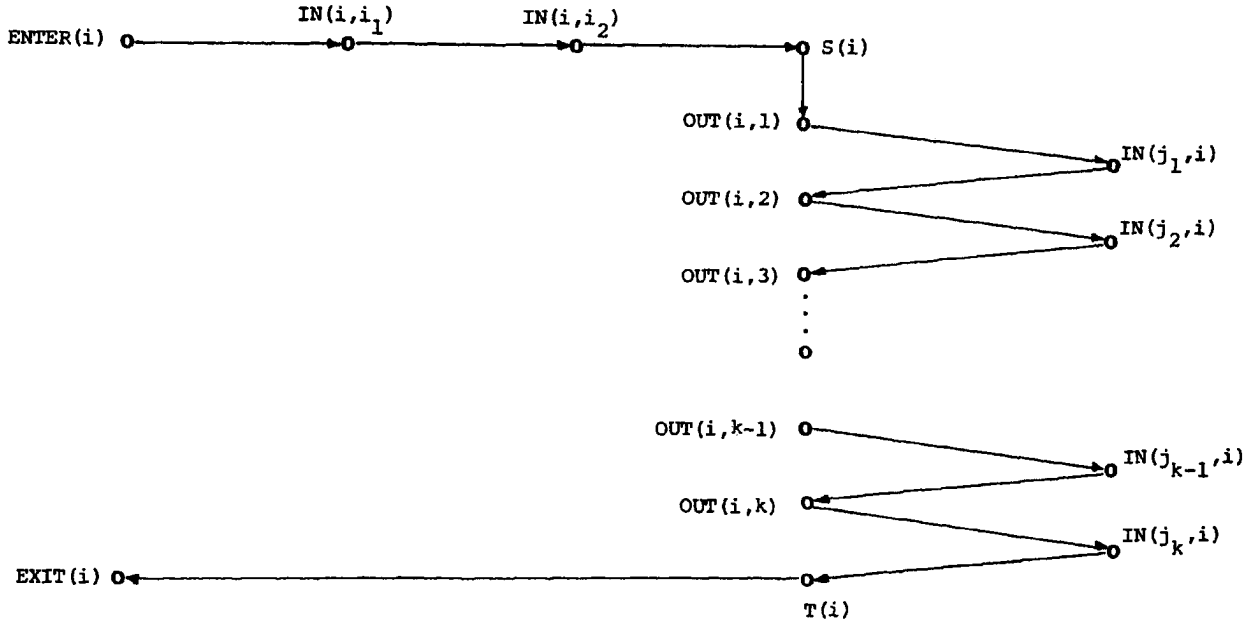 IN(i,i₁)
IN(i,i₂)
ENTER(i)
S(i)
OUT(i,1)
IN(j₁,i)
OUT(i,2)
IN(j₂,i)
OUT(i,3)
OUT(i,k-1)
IN(jₖ₋₁,i)
OUT(i,k)
IN(jₖ,i)
EXIT(i)
T(i)